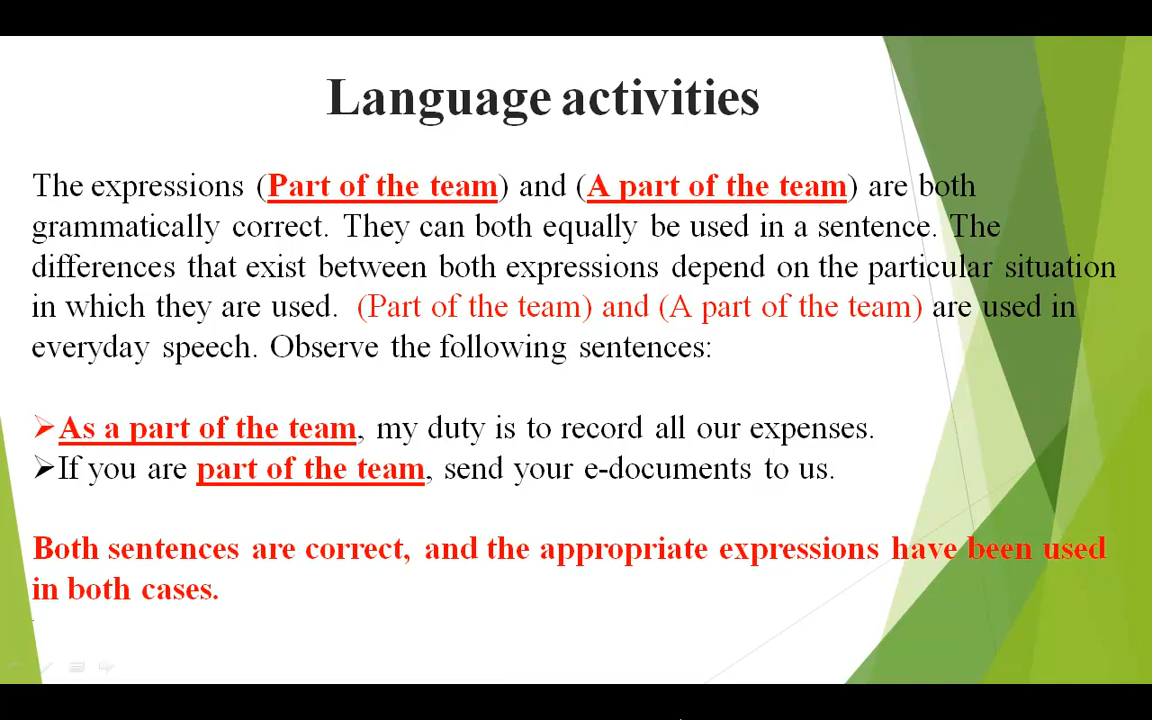 Language activities
The expressions (Part of the team) and (A part of the team) are both
grammatically correct. They can both equally be used in a sentence. The
differences that exist between both expressions depend on the particular situation
in which they are used. (Part of the team) and (A part of the team) are used in
everyday speech. Observe the following sentences:
➢As a part of the team, my duty is to record all our expenses.
➢If you are part of the team, send your e-documents to us.
Both sentences are correct, and the appropriate expressions have been used
in both cases.